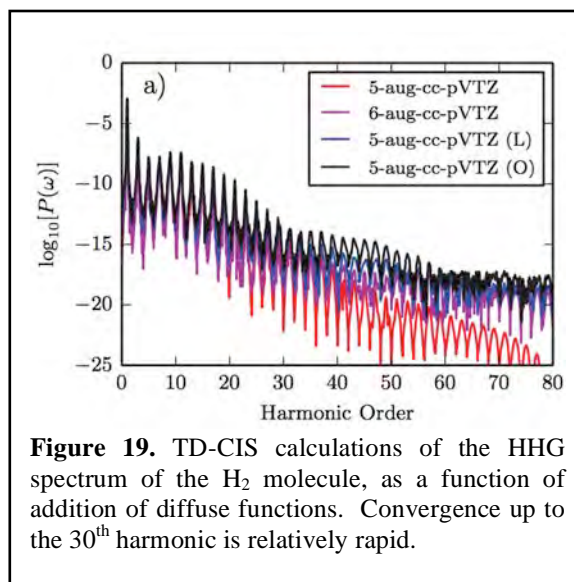 0
a)
5-aug-cc-pVTZ
6-aug-cc-pVTZ
5-aug-cc-pVTZ (L)
5-aug-cc-pVTZ (O)
−5
−10
−15
−20
−25
log₁₀[P(ω)]
0 10 20 30 40 50 60 70 80
Harmonic Order
Figure 19. TD-CIS calculations of the HHG
spectrum of the H₂ molecule, as a function of
addition of diffuse functions. Convergence up to
the 30ᵗʰ harmonic is relatively rapid.